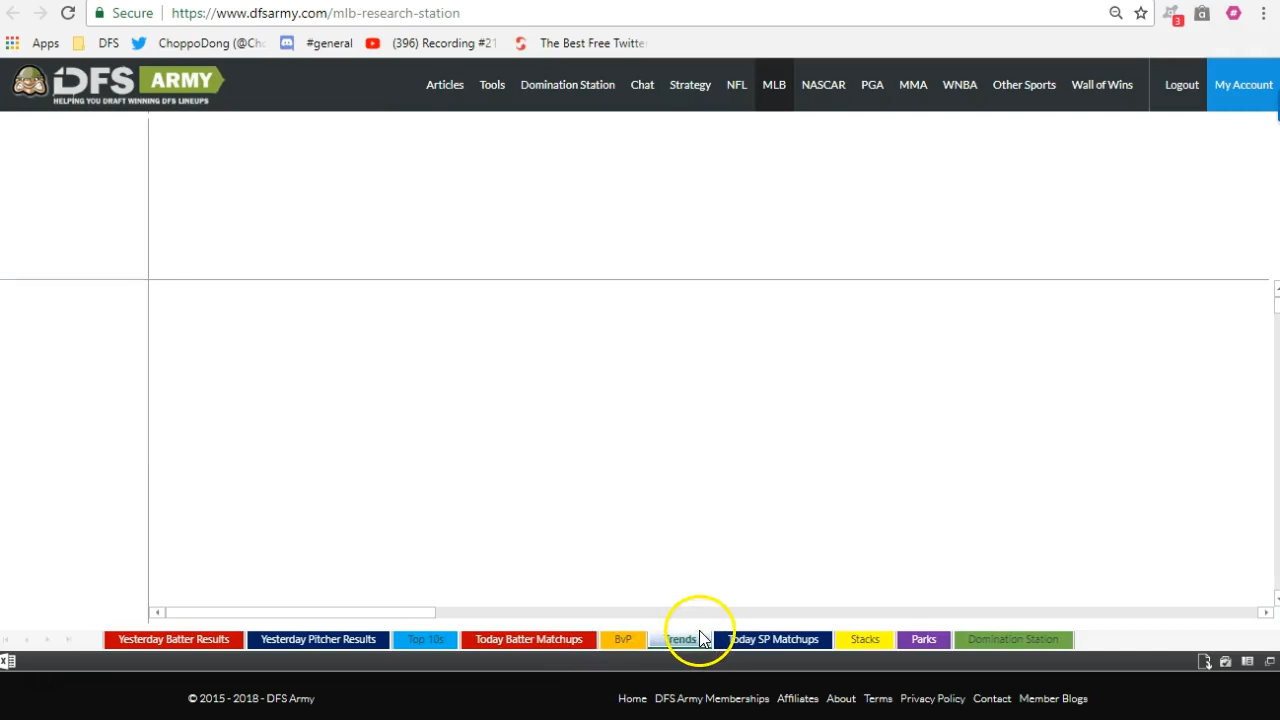 Secure https://www.dfsarmy.com/mlb-research-station
3 a #
Apps DFS ChoppoDong (@Ch #general (396) Recording #21 The Best Free Twitte
DFS ARMY Articles Tools Domination Station Chat Strategy NFL MLB NASCAR PGA MMA WNBA Other Sports Wall of Wins Logout My Account
HELPING YOU DRAFT WINNING DFS LINEUPS
Yesterday Batter Results Yesterday Pitcher Results Top 10s Today Batter Matchups BvP Trends Today SP Matchups Stacks Parks Domination Station
© 2015 - 2018 - DFS Army Home DFS Army Memberships Affiliates About Terms Privacy Policy Contact Member Blogs